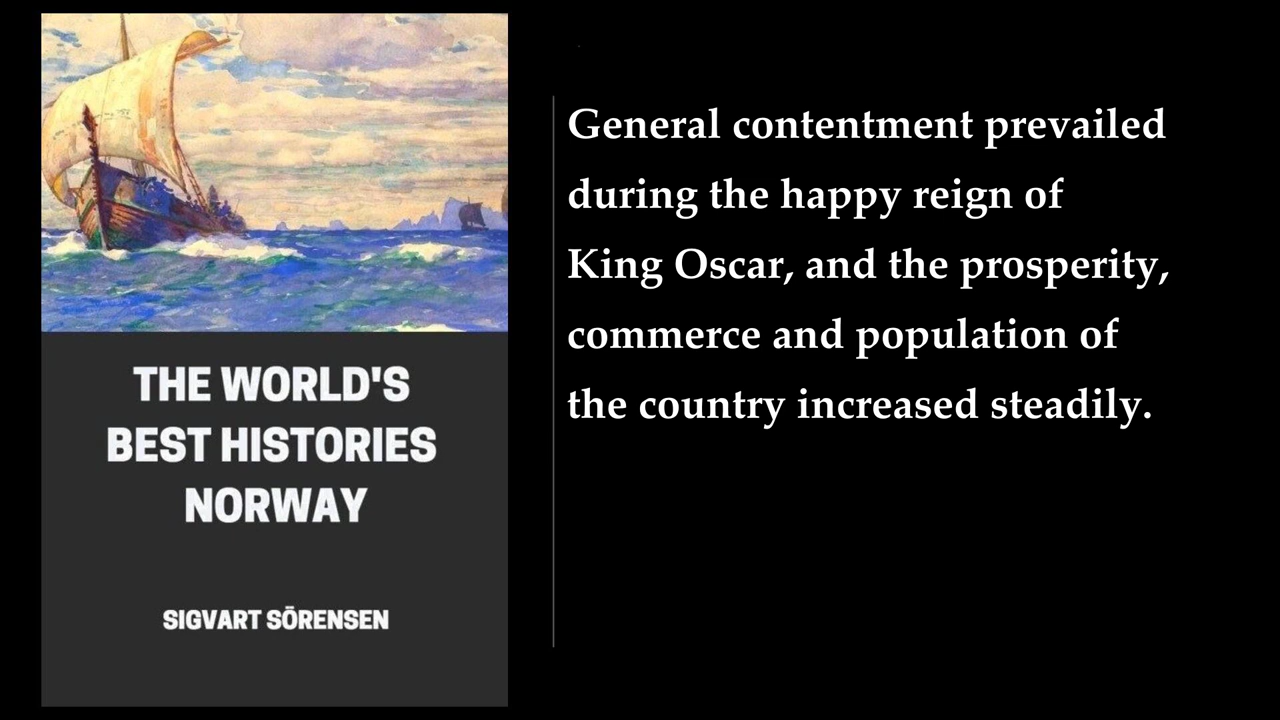 THE WORLD'S
BEST HISTORIES
NORWAY
SIGVART SÖRENSEN
General contentment prevailed
during the happy reign of
King Oscar, and the prosperity,
commerce and population of
the country increased steadily.